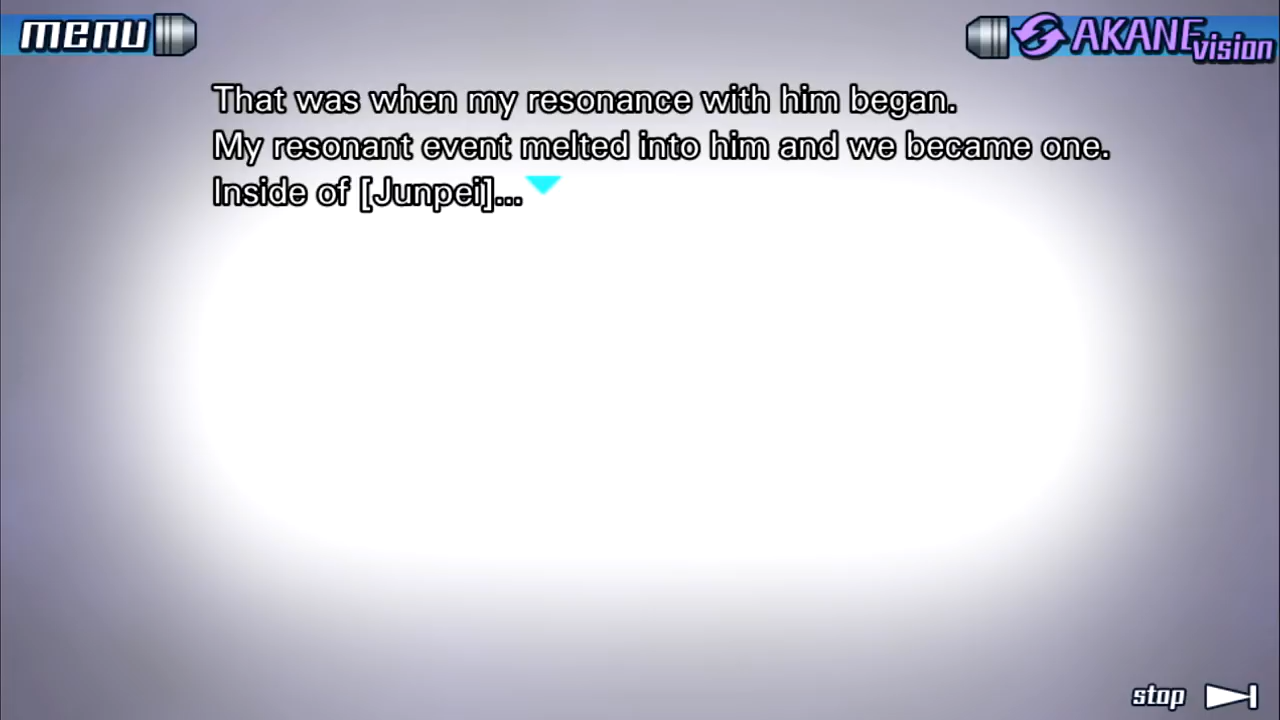 menu
AKANE vision
That was when my resonance with him began.
My resonant event melted into him and we became one.
Inside of [Junpei]...
stop